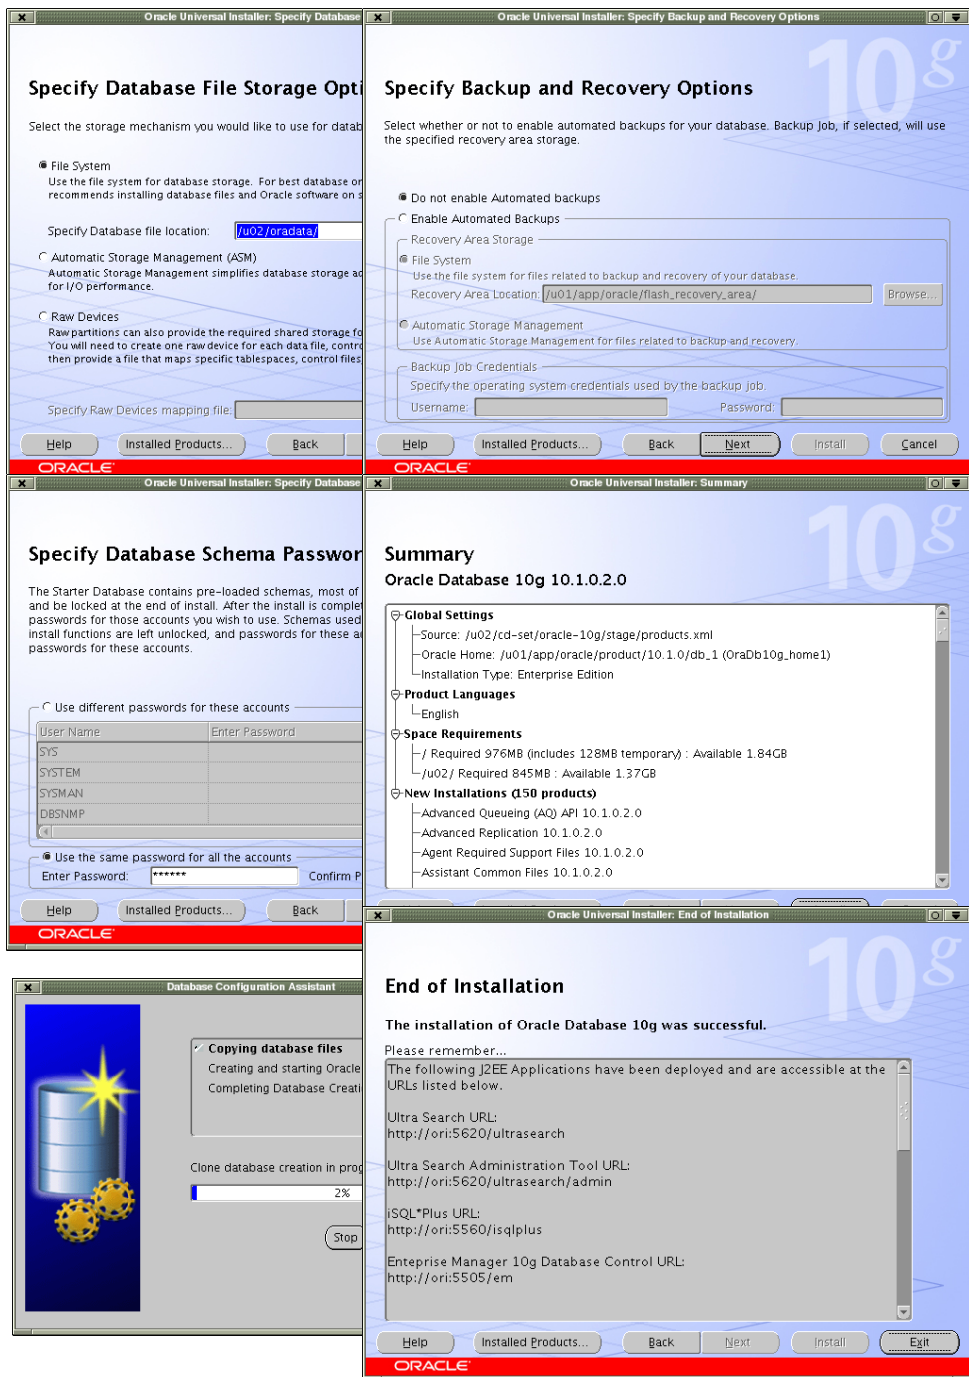 Oracle Universal Installer: Specify Database
Specify Database File Storage Opti
Select the storage mechanism you would like to use for datab
File System
Use the file system for database storage. For best database or
recommends installing database files and Oracle software on s
Specify Database file location: /u02/oradata/
Automatic Storage Management (ASM)
Automatic Storage Management simplifies database storage ad
for I/O performance.
Raw Devices
Raw partitions can also provide the required shared storage fo
You will need to create one raw device for each data file, contro
then provide a file that maps specific tablespaces, control files
Specify Raw Devices mapping file:
Help Installed Products... Back
ORACLE
Oracle Universal Installer: Specify Backup and Recovery Options
10g
Specify Backup and Recovery Options
Select whether or not to enable automated backups for your database. Backup Job, if selected, will use
the specified recovery area storage.
Do not enable Automated backups
Enable Automated Backups
Recovery Area Storage
File System
Use the file system for files related to backup and recovery of your database.
Recovery Area Location: /u01/app/oracle/flash_recovery_area/ Browse...
Automatic Storage Management
Use Automatic Storage Management for files related to backup and recovery.
Backup Job Credentials
Specify the operating system credentials used by the backup job.
Username: Password:
Help Installed Products... Back Next Install Cancel
ORACLE
Oracle Universal Installer: Specify Database
Specify Database Schema Passwor
The Starter Database contains pre-loaded schemas, most of
and be locked at the end of install. After the install is complet
passwords for those accounts you wish to use. Schemas used
install functions are left unlocked, and passwords for these a
passwords for these accounts.
Use different passwords for these accounts
User Name Enter Password
SYS
SYSTEM
SYSMAN
DBSNMP
Use the same password for all the accounts
Enter Password: ****** Confirm P
Help Installed Products... Back
ORACLE
Oracle Universal Installer: Summary
10g
Summary
Oracle Database 10g 10.1.0.2.0
Global Settings
Source: /u02/cd-set/oracle-10g/stage/products.xml
Oracle Home: /u01/app/oracle/product/10.1.0/db_1 (OraDb10g_home1)
Installation Type: Enterprise Edition
Product Languages
English
Space Requirements
/ Required 976MB (includes 128MB temporary) : Available 1.84GB
/u02/ Required 845MB : Available 1.37GB
New Installations (150 products)
Advanced Queueing (AQ) API 10.1.0.2.0
Advanced Replication 10.1.0.2.0
Agent Required Support Files 10.1.0.2.0
Assistant Common Files 10.1.0.2.0
Database Configuration Assistant
Copying database files
Creating and starting Oracle
Completing Database Creati
Clone database creation in prog
2%
Stop
Oracle Universal Installer: End of Installation
10g
End of Installation
The installation of Oracle Database 10g was successful.
Please remember...
The following J2EE Applications have been deployed and are accessible at the
URLs listed below.
Ultra Search URL:
http://ori:5620/ultrasearch
Ultra Search Administration Tool URL:
http://ori:5620/ultrasearch/admin
iSQL*Plus URL:
http://ori:5560/isqlplus
Enteprise Manager 10g Database Control URL:
http://ori:5505/em
Help Installed Products... Back Next Install Exit
ORACLE